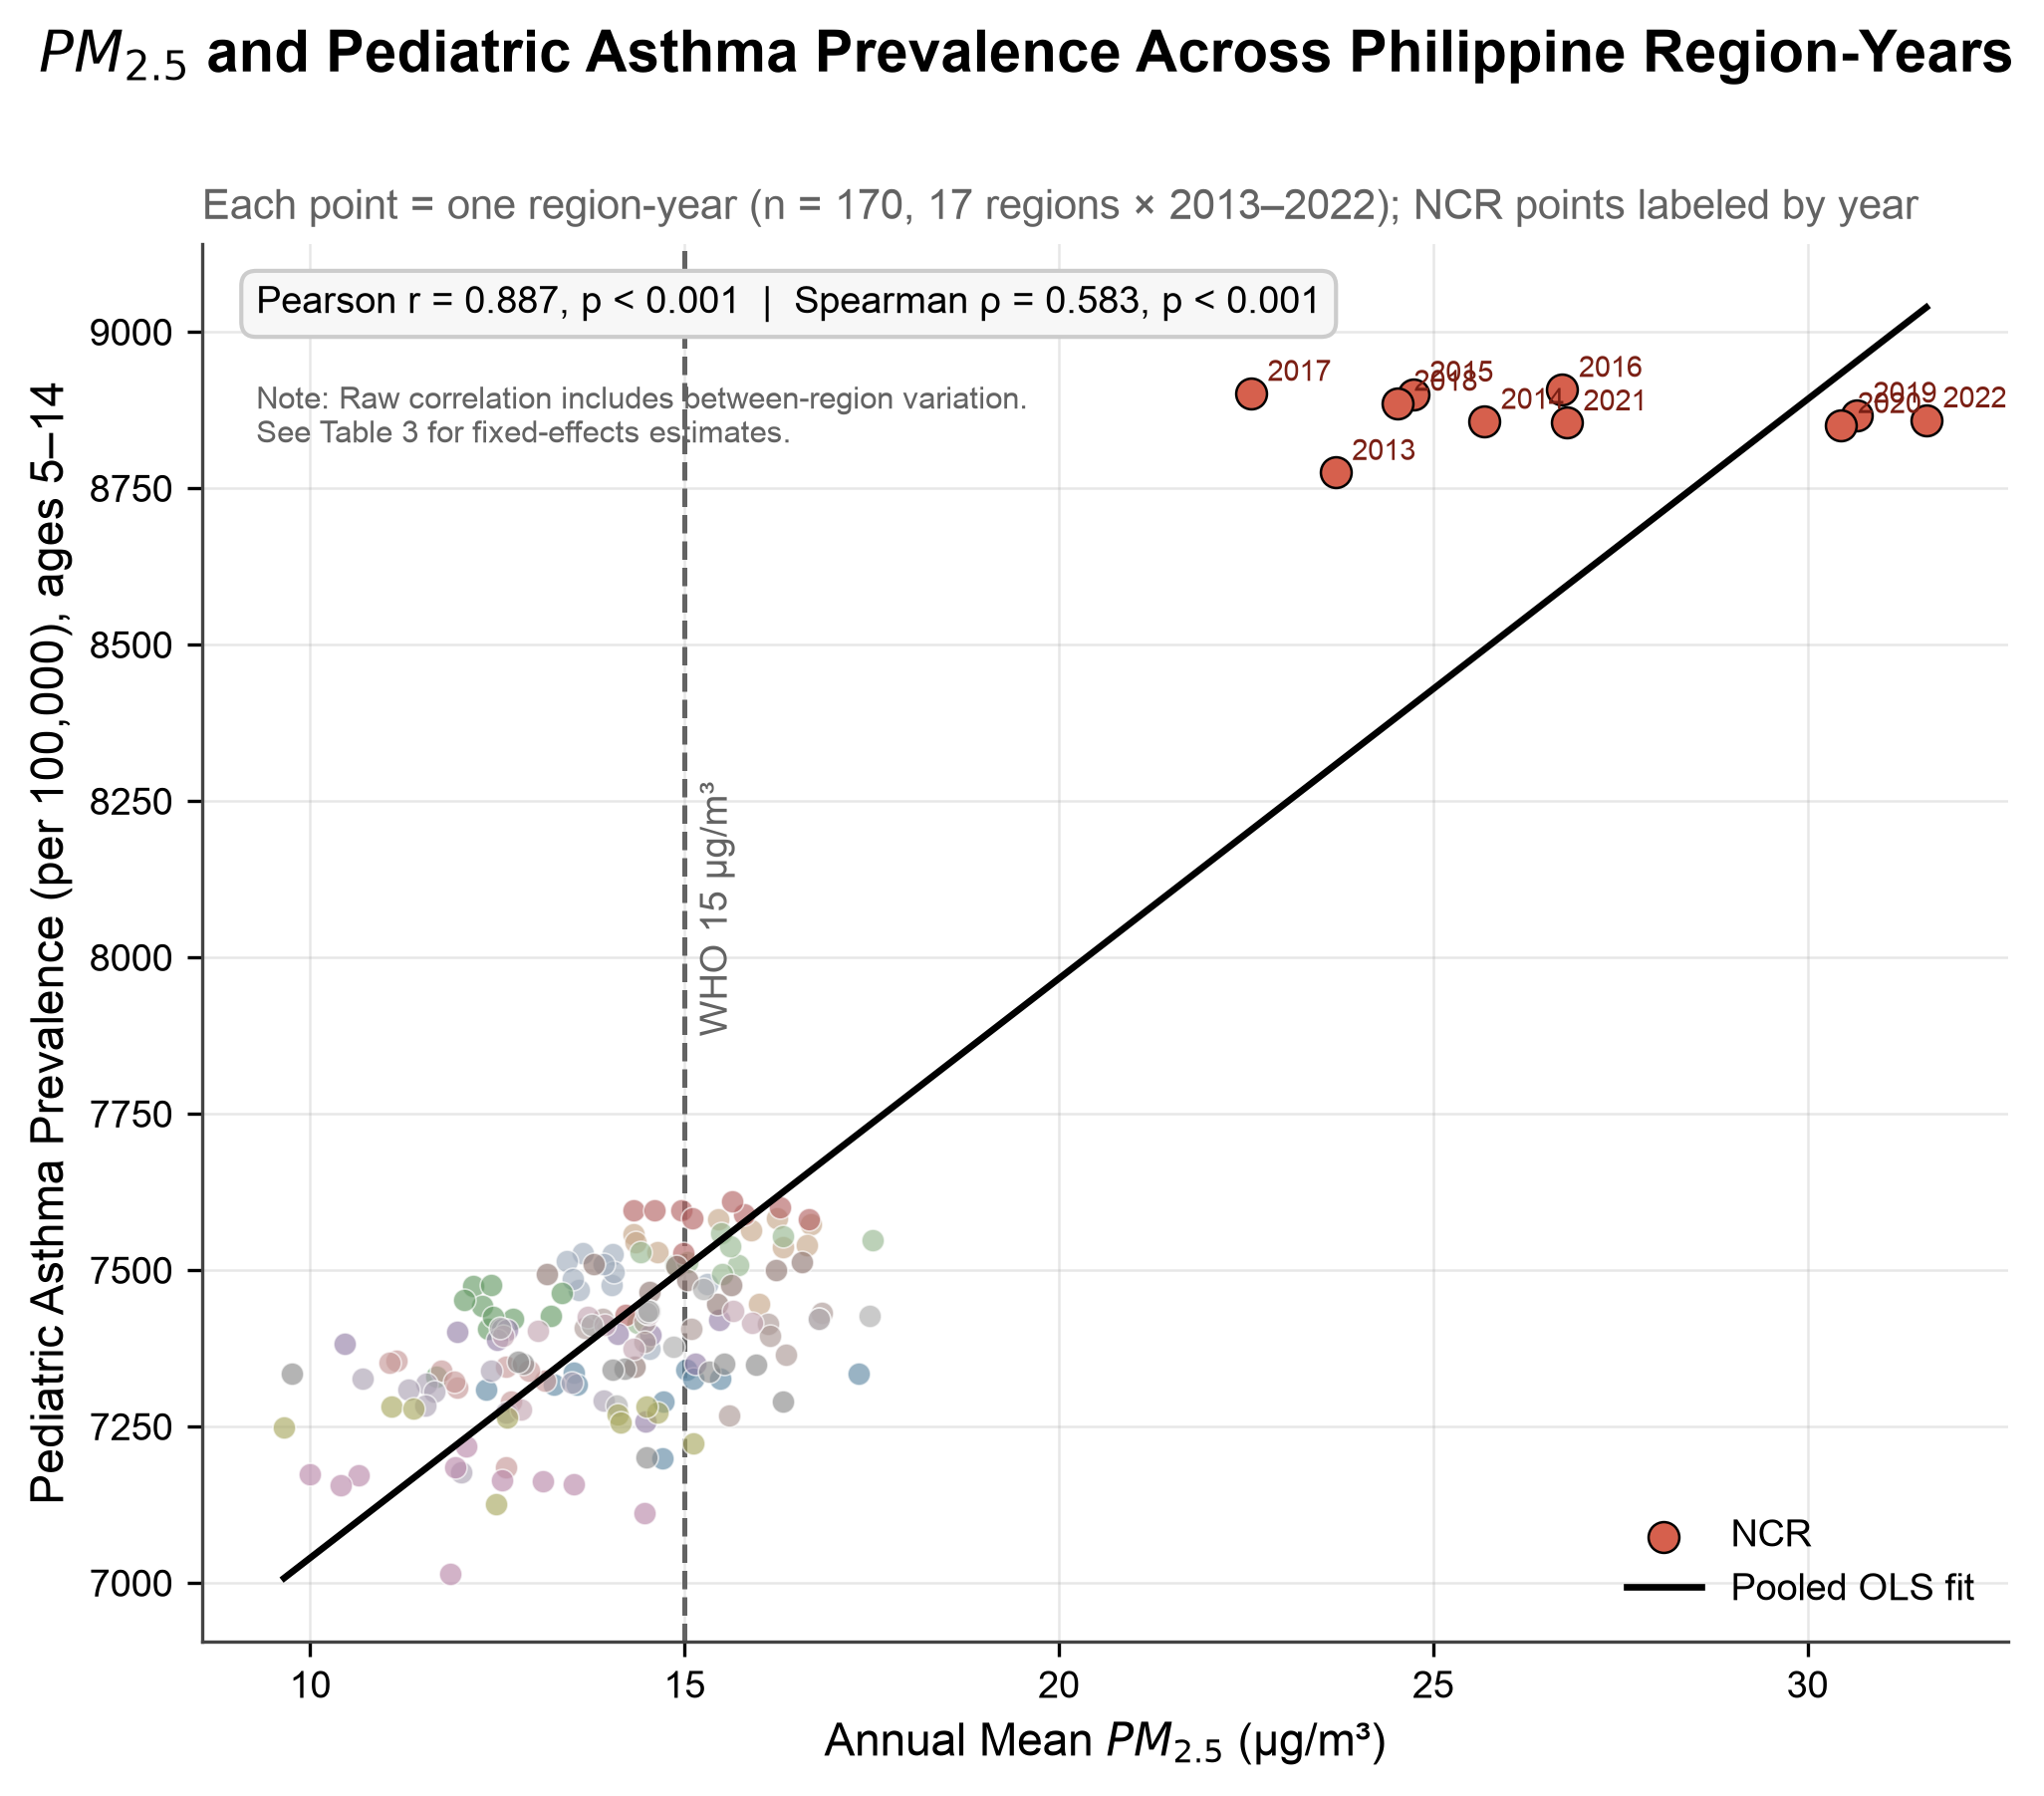 PM2.5 and Pediatric Asthma Prevalence Across Philippine Region-Years
Each point = one region-year (n = 170, 17 regions × 2013–2022); NCR points labeled by year
Pearson r = 0.887, p < 0.001 | Spearman ρ = 0.583, p < 0.001
Note: Raw correlation includes between-region variation.
See Table 3 for fixed-effects estimates.
Pediatric Asthma Prevalence (per 100,000), ages 5–14
9000
8750
8500
8250
8000
7750
7500
7250
7000
2017
2015
2018
2016
2014
2021
2019
2020
2022
2013
WHO 15 µg/m³
NCR
Pooled OLS fit
10
15
20
25
30
Annual Mean PM2.5 (µg/m³)